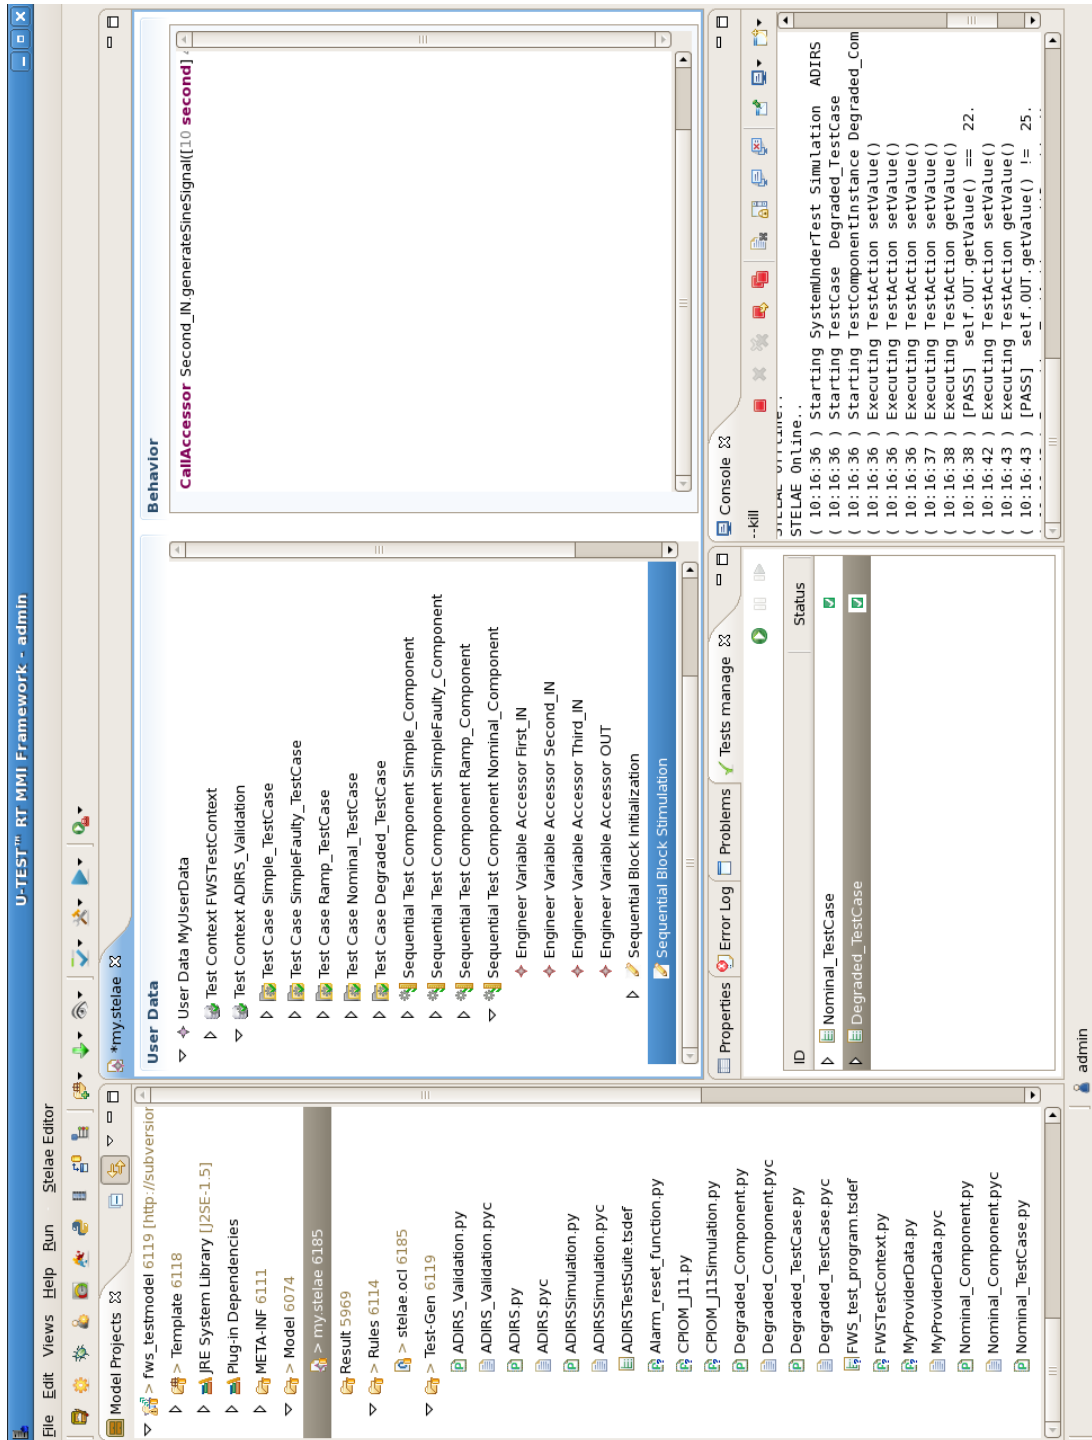 U-TEST™ RT MMI Framework - admin
File Edit Views Help Run Stelae Editor
Model Projects
> fws_testmodel 6119 [http://subversior
> Template 6118
JRE System Library [J2SE-1.5]
Plug-in Dependencies
> META-INF 6111
> Model 6074
> my.stelae 6185
Result 5969
> Rules 6114
> stelae.ocl 6185
> Test-Gen 6119
ADIRS_Validation.py
ADIRS_Validation.pyc
ADIRS.py
ADIRS.pyc
ADIRSSimulation.py
ADIRSSimulation.pyc
ADIRSTestSuite.tsdef
Alarm_reset_function.py
CPIOM_J11.py
CPIOM_J11Simulation.py
Degraded_Component.py
Degraded_Component.pyc
Degraded_TestCase.py
Degraded_TestCase.pyc
FWS_test_program.tsdef
FWSTestContext.py
MyProviderData.py
MyProviderData.pyc
Nominal_Component.py
Nominal_Component.pyc
Nominal_TestCase.py
*my.stelae
User Data
User Data MyUserData
Test Context FWSTestContext
Test Context ADIRS_Validation
Test Case Simple_TestCase
Test Case SimpleFaulty_TestCase
Test Case Ramp_TestCase
Test Case Nominal_TestCase
Test Case Degraded_TestCase
Sequential Test Component Simple_Component
Sequential Test Component SimpleFaulty_Component
Sequential Test Component Ramp_Component
Sequential Test Component Nominal_Component
Engineer Variable Accessor First_IN
Engineer Variable Accessor Second_IN
Engineer Variable Accessor Third_IN
Engineer Variable Accessor OUT
Sequential Block Initialization
Sequential Block Stimulation
Behavior
CallAccessor Second_IN.generateSineSignal([10 second]
Properties Error Log Problems Tests manage
ID Status
Nominal_TestCase
Degraded_TestCase
Console
--kill
STELAE Offline..
STELAE Online..
( 10:16:36 ) Starting SystemUnderTest Simulation ADIRS
( 10:16:36 ) Starting TestCase Degraded_TestCase
( 10:16:36 ) Starting TestComponentInstance Degraded_Com
( 10:16:36 ) Executing TestAction setValue()
( 10:16:36 ) Executing TestAction setValue()
( 10:16:36 ) Executing TestAction setValue()
( 10:16:37 ) Executing TestAction setValue()
( 10:16:38 ) Executing TestAction getValue()
( 10:16:38 ) [PASS] self.OUT.getValue() == 22.
( 10:16:42 ) Executing TestAction setValue()
( 10:16:43 ) Executing TestAction getValue()
( 10:16:43 ) [PASS] self.OUT.getValue() != 25.
admin